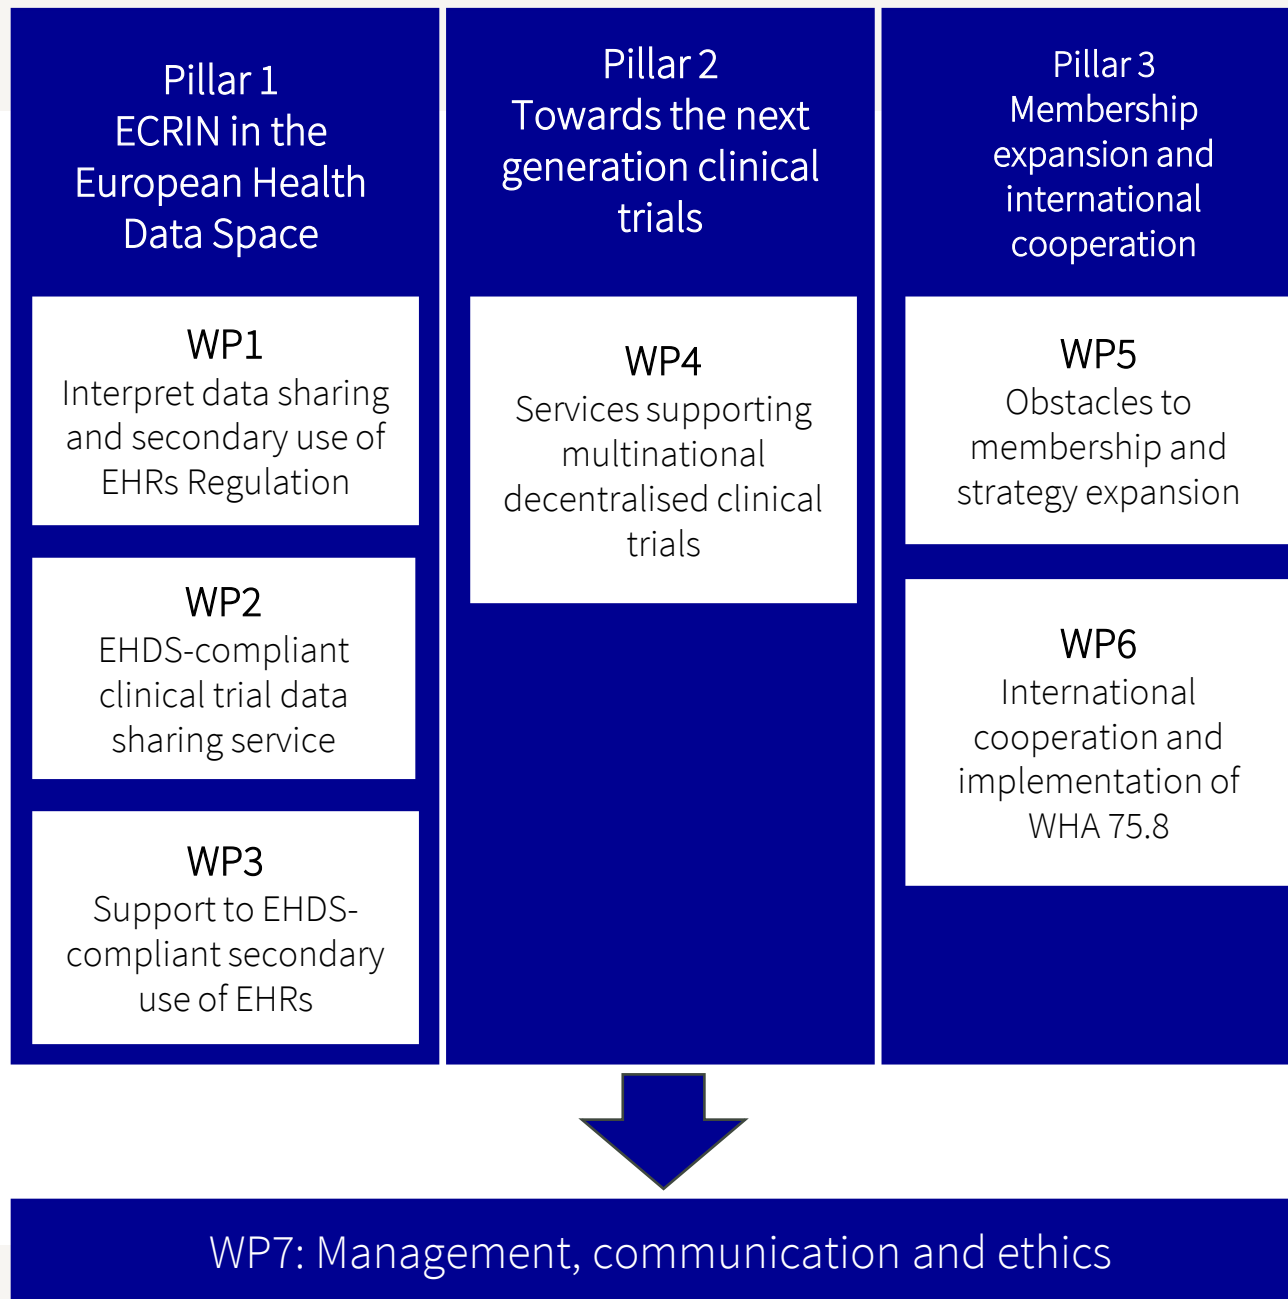 Pillar 1
ECRIN in the
European Health
Data Space
WP1
Interpret data sharing
and secondary use of
EHRs Regulation
WP2
EHDS-compliant
clinical trial data
sharing service
WP3
Support to EHDS-
compliant secondary
use of EHRs
Pillar 2
Towards the next
generation clinical
trials
WP4
Services supporting
multinational
decentralised clinical
trials
Pillar 3
Membership
expansion and
international
cooperation
WP5
Obstacles to
membership and
strategy expansion
WP6
International
cooperation and
implementation of
WHA 75.8
WP7: Management, communication and ethics